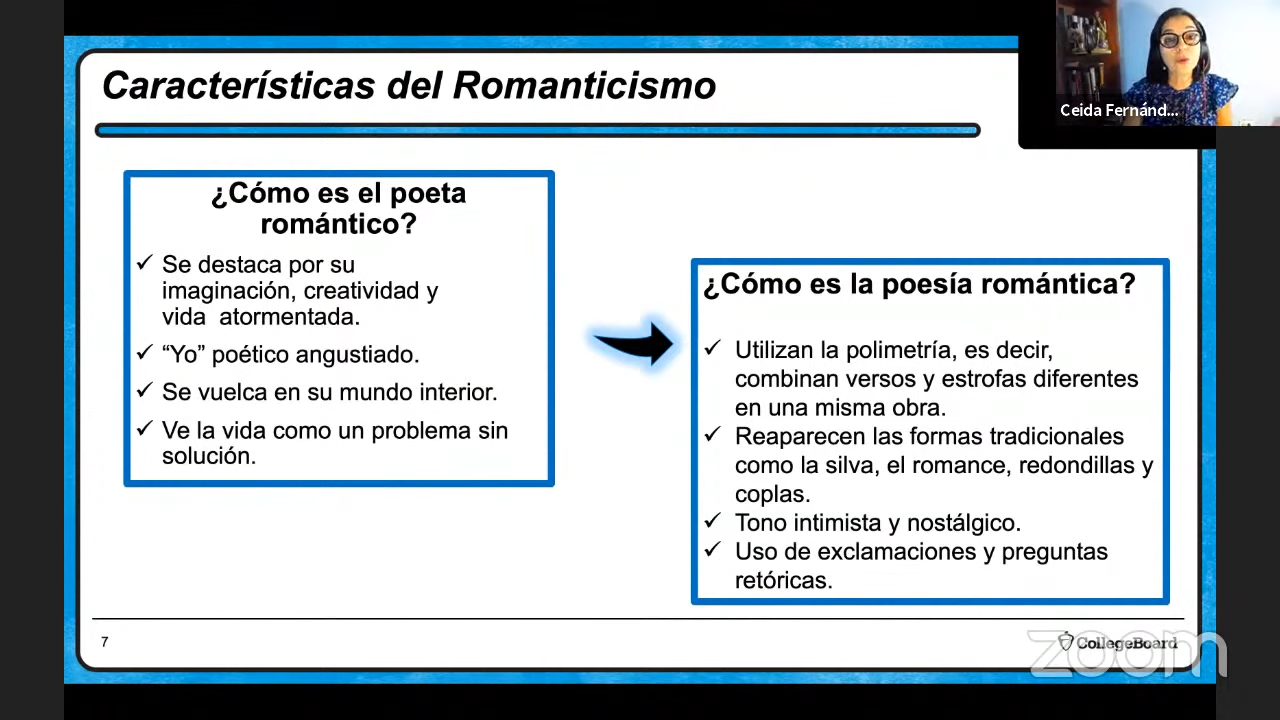 Características del Romanticismo
Ceida Fernánd...
¿Cómo es el poeta
romántico?
✓ Se destaca por su
imaginación, creatividad y
vida atormentada.
✓ “Yo” poético angustiado.
✓ Se vuelca en su mundo interior.
✓ Ve la vida como un problema sin
solución.
¿Cómo es la poesía romántica?
✓ Utilizan la polimetría, es decir,
combinan versos y estrofas diferentes
en una misma obra.
✓ Reaparecen las formas tradicionales
como la silva, el romance, redondillas y
coplas.
✓ Tono intimista y nostálgico.
✓ Uso de exclamaciones y preguntas
retóricas.
7
CollegeBoard
zoom